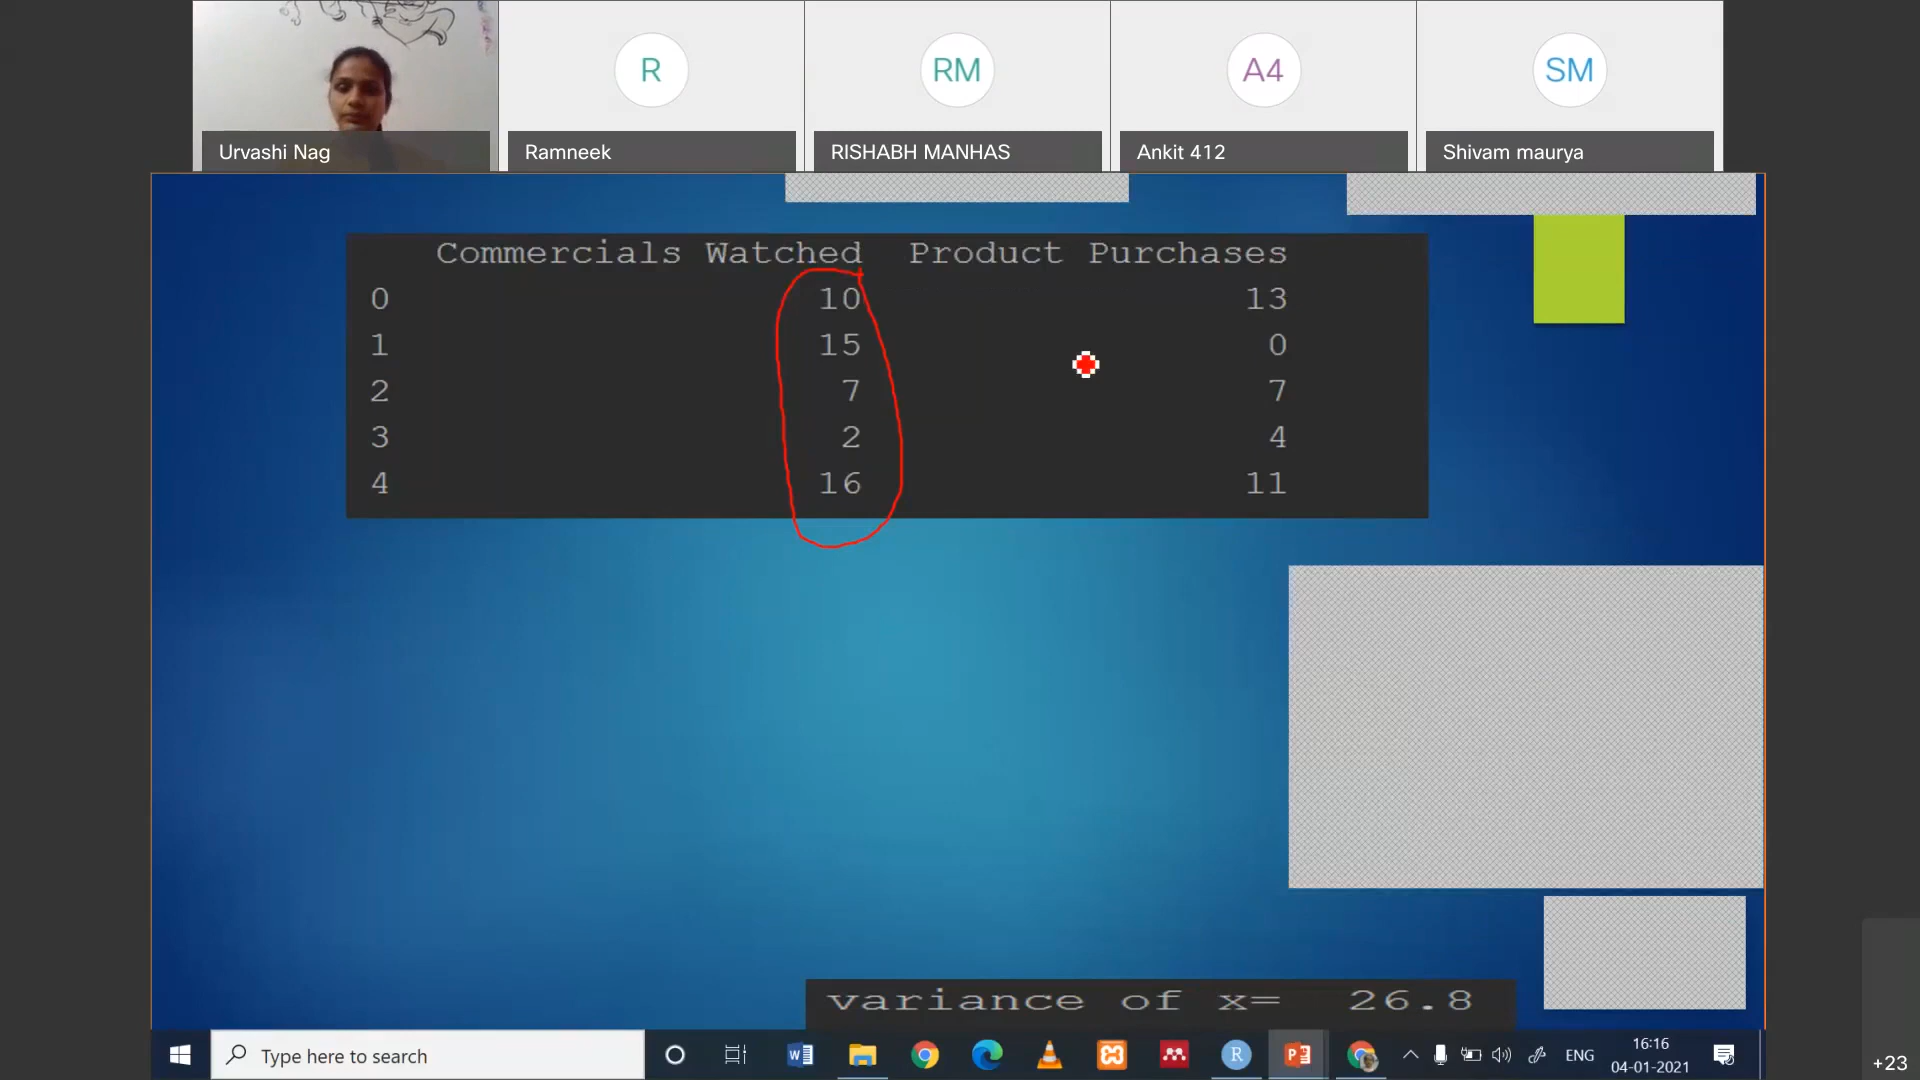 R
RM
A4
SM
Urvashi Nag
Ramneek
RISHABH MANHAS
Ankit 412
Shivam maurya
Commercials Watched Product Purchases
0 10 13
1 15 0
2 7 7
3 2 4
4 16 11
variance of x= 26.8
Type here to search
ENG
16:16
04-01-2021
+23